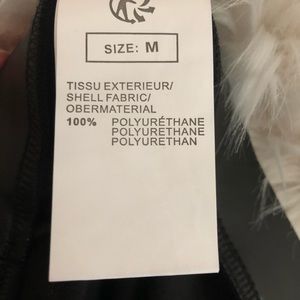 SIZE: M
TISSU EXTERIEUR/
SHELL FABRIC/
OBERMATERIAL
100% POLYURÉTHANE
POLYURETHANE
POLYURETHAN